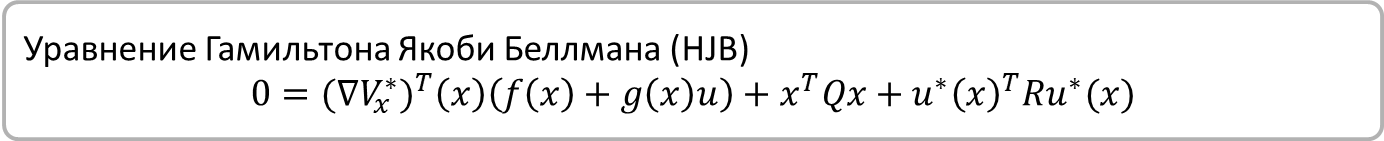 Уравнение Гамильтона Якоби Беллмана (HJB)
0 = (∇V_x^*)^T(x)(f(x) + g(x)u) + x^T Qx + u^*(x)^T Ru^*(x)